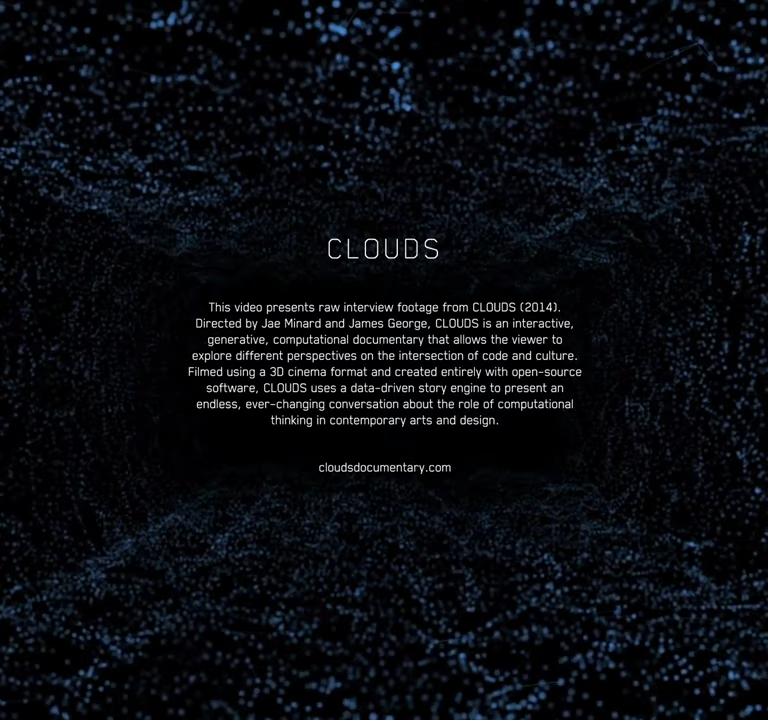 CLOUDS
This video presents raw interview footage from CLOUDS (2014).
Directed by Jae Minard and James George, CLOUDS is an interactive,
generative, computational documentary that allows the viewer to
explore different perspectives on the intersection of code and culture.
Filmed using a 3D cinema format and created entirely with open-source
software, CLOUDS uses a data-driven story engine to present an
endless, ever-changing conversation about the role of computational
thinking in contemporary arts and design.
cloudsdocumentary.com